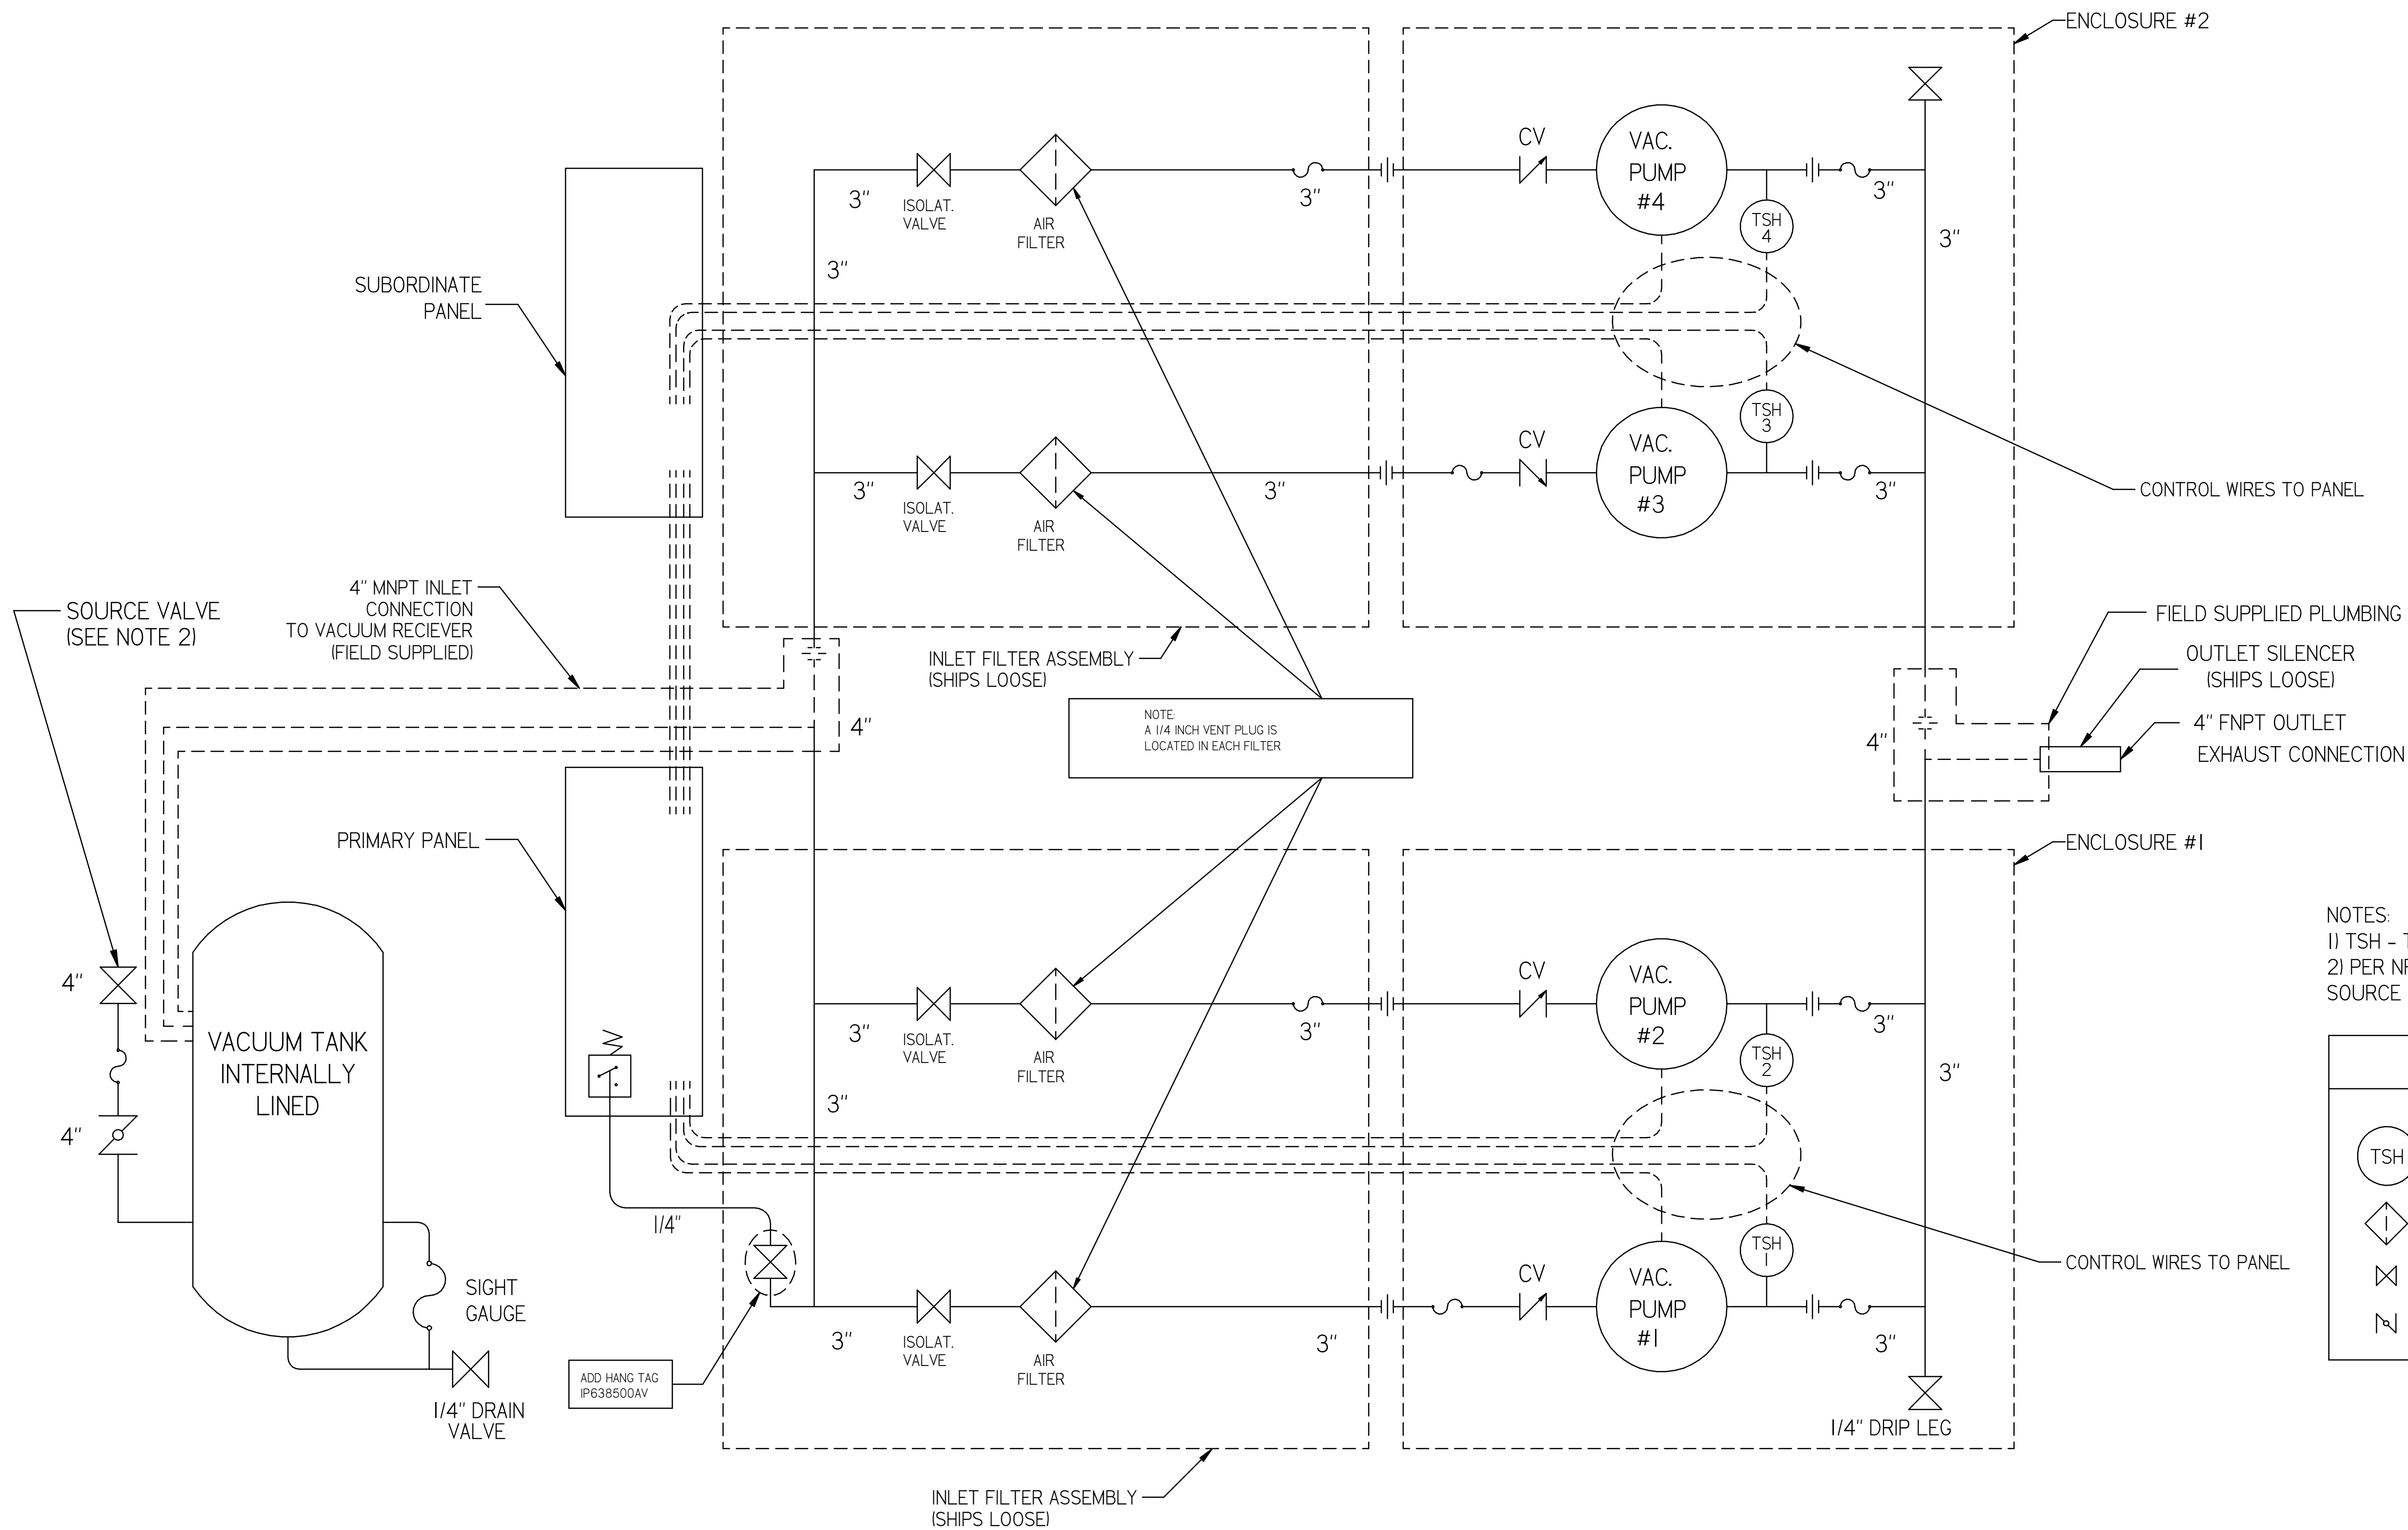 ENCLOSURE #2
CV
VAC.
PUMP
#4
3"
ISOLAT.
VALVE
AIR
FILTER
3"
3"
TSH
4
3"
3"
SUBORDINATE
PANEL
CV
VAC.
PUMP
#3
TSH
3
3"
ISOLAT.
VALVE
AIR
FILTER
3"
3"
CONTROL WIRES TO PANEL
4" MNPT INLET
CONNECTION
TO VACUUM RECIEVER
(FIELD SUPPLIED)
SOURCE VALVE
(SEE NOTE 2)
INLET FILTER ASSEMBLY
(SHIPS LOOSE)
FIELD SUPPLIED PLUMBING
OUTLET SILENCER
(SHIPS LOOSE)
4" FNPT OUTLET
EXHAUST CONNECTION
4"
4"
NOTE:
A 1/4 INCH VENT PLUG IS
LOCATED IN EACH FILTER
PRIMARY PANEL
ENCLOSURE #1
NOTES:
1) TSH -
2) PER
SOURCE
4"
VACUUM TANK
INTERNALLY
LINED
4"
CV
VAC.
PUMP
#2
3"
ISOLAT.
VALVE
AIR
FILTER
3"
3"
TSH
2
3"
3"
TSH
1/4"
TSH
1
CONTROL WIRES TO PANEL
CV
VAC.
PUMP
#1
SIGHT
GAUGE
3"
ISOLAT.
VALVE
AIR
FILTER
3"
3"
ADD HANG TAG
IP638500AV
1/4" DRAIN
VALVE
1/4" DRIP LEG
INLET FILTER ASSEMBLY
(SHIPS LOOSE)